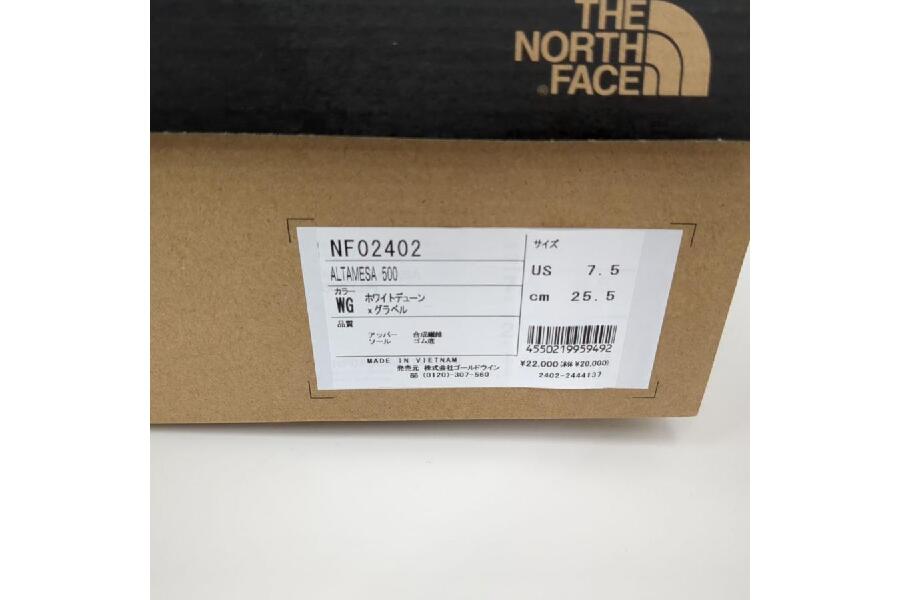 THE
NORTH
FACE
NF02402
ALTAMESA 500
カラー
WG ホワイトデューン
xグラベル
品質
アッパー 合成繊維
ソール ゴム底
MADE IN VIETNAM
発売元 株式会社ゴールドウイン
(0120)-307-560
サイズ
US 7.5
cm 25.5
4550219959492
¥22,000(税抜 ¥20,000)
2402-2444137